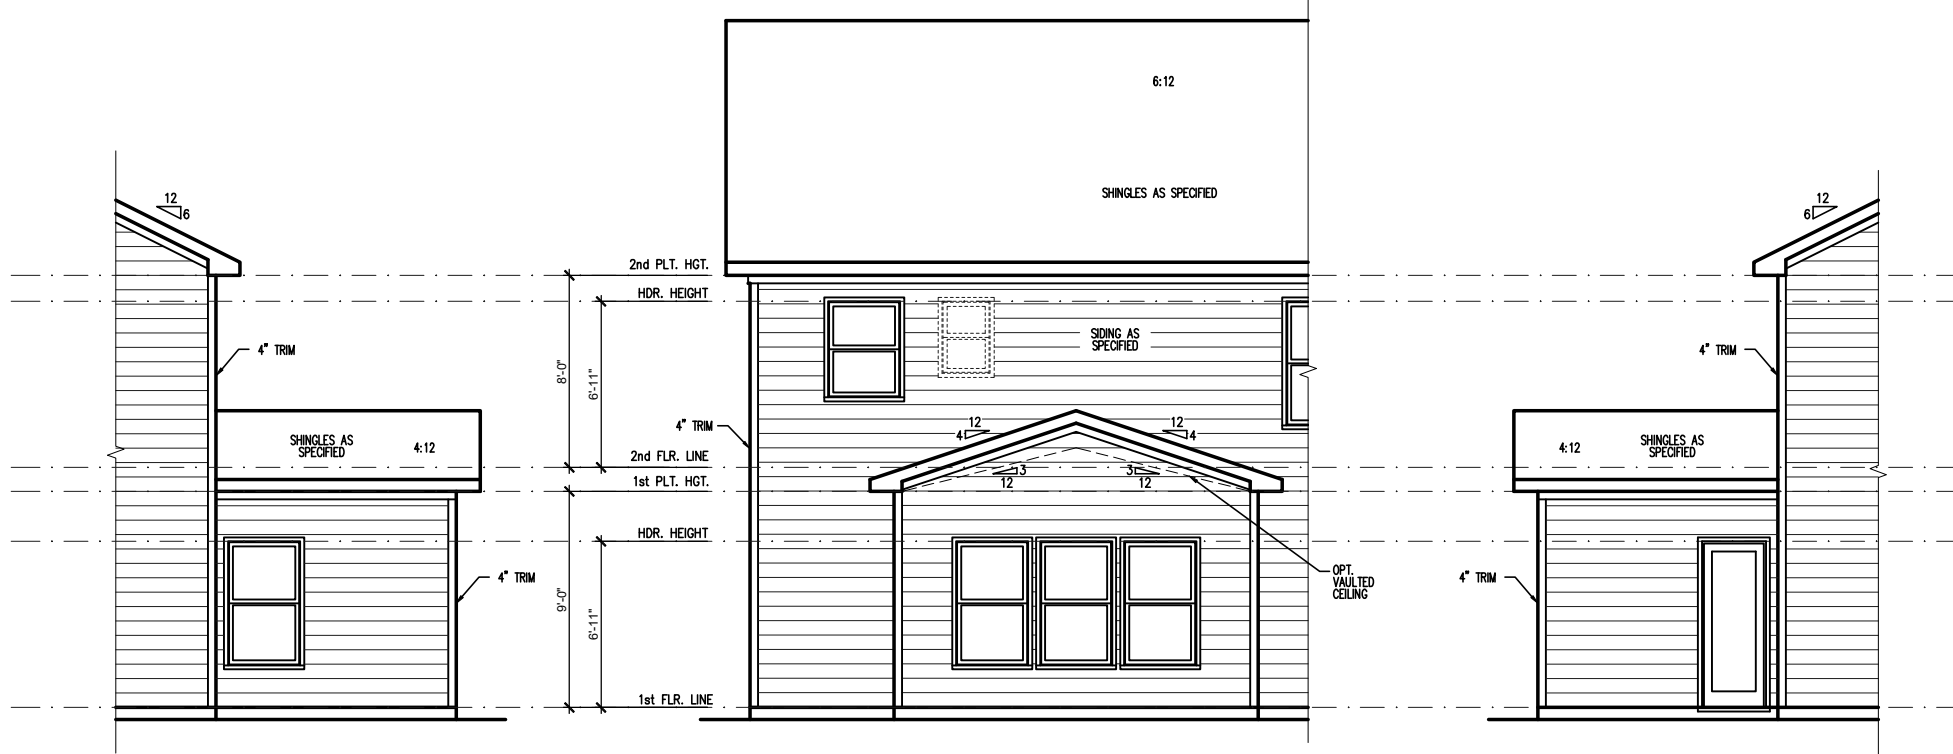 12
6
4" TRIM
SHINGLES AS
SPECIFIED
4:12
4" TRIM
2nd PLT. HGT.
HDR. HEIGHT
8'-0"
6'-11"
2nd FLR. LINE
1st PLT. HGT.
HDR. HEIGHT
9'-0"
6'-11"
1st FLR. LINE
6:12
SHINGLES AS SPECIFIED
SIDING AS
SPECIFIED
4" TRIM
12
4
12
4
3
12
3
12
OPT.
VAULTED
CEILING
12
6
4" TRIM
4:12
SHINGLES AS
SPECIFIED
4" TRIM